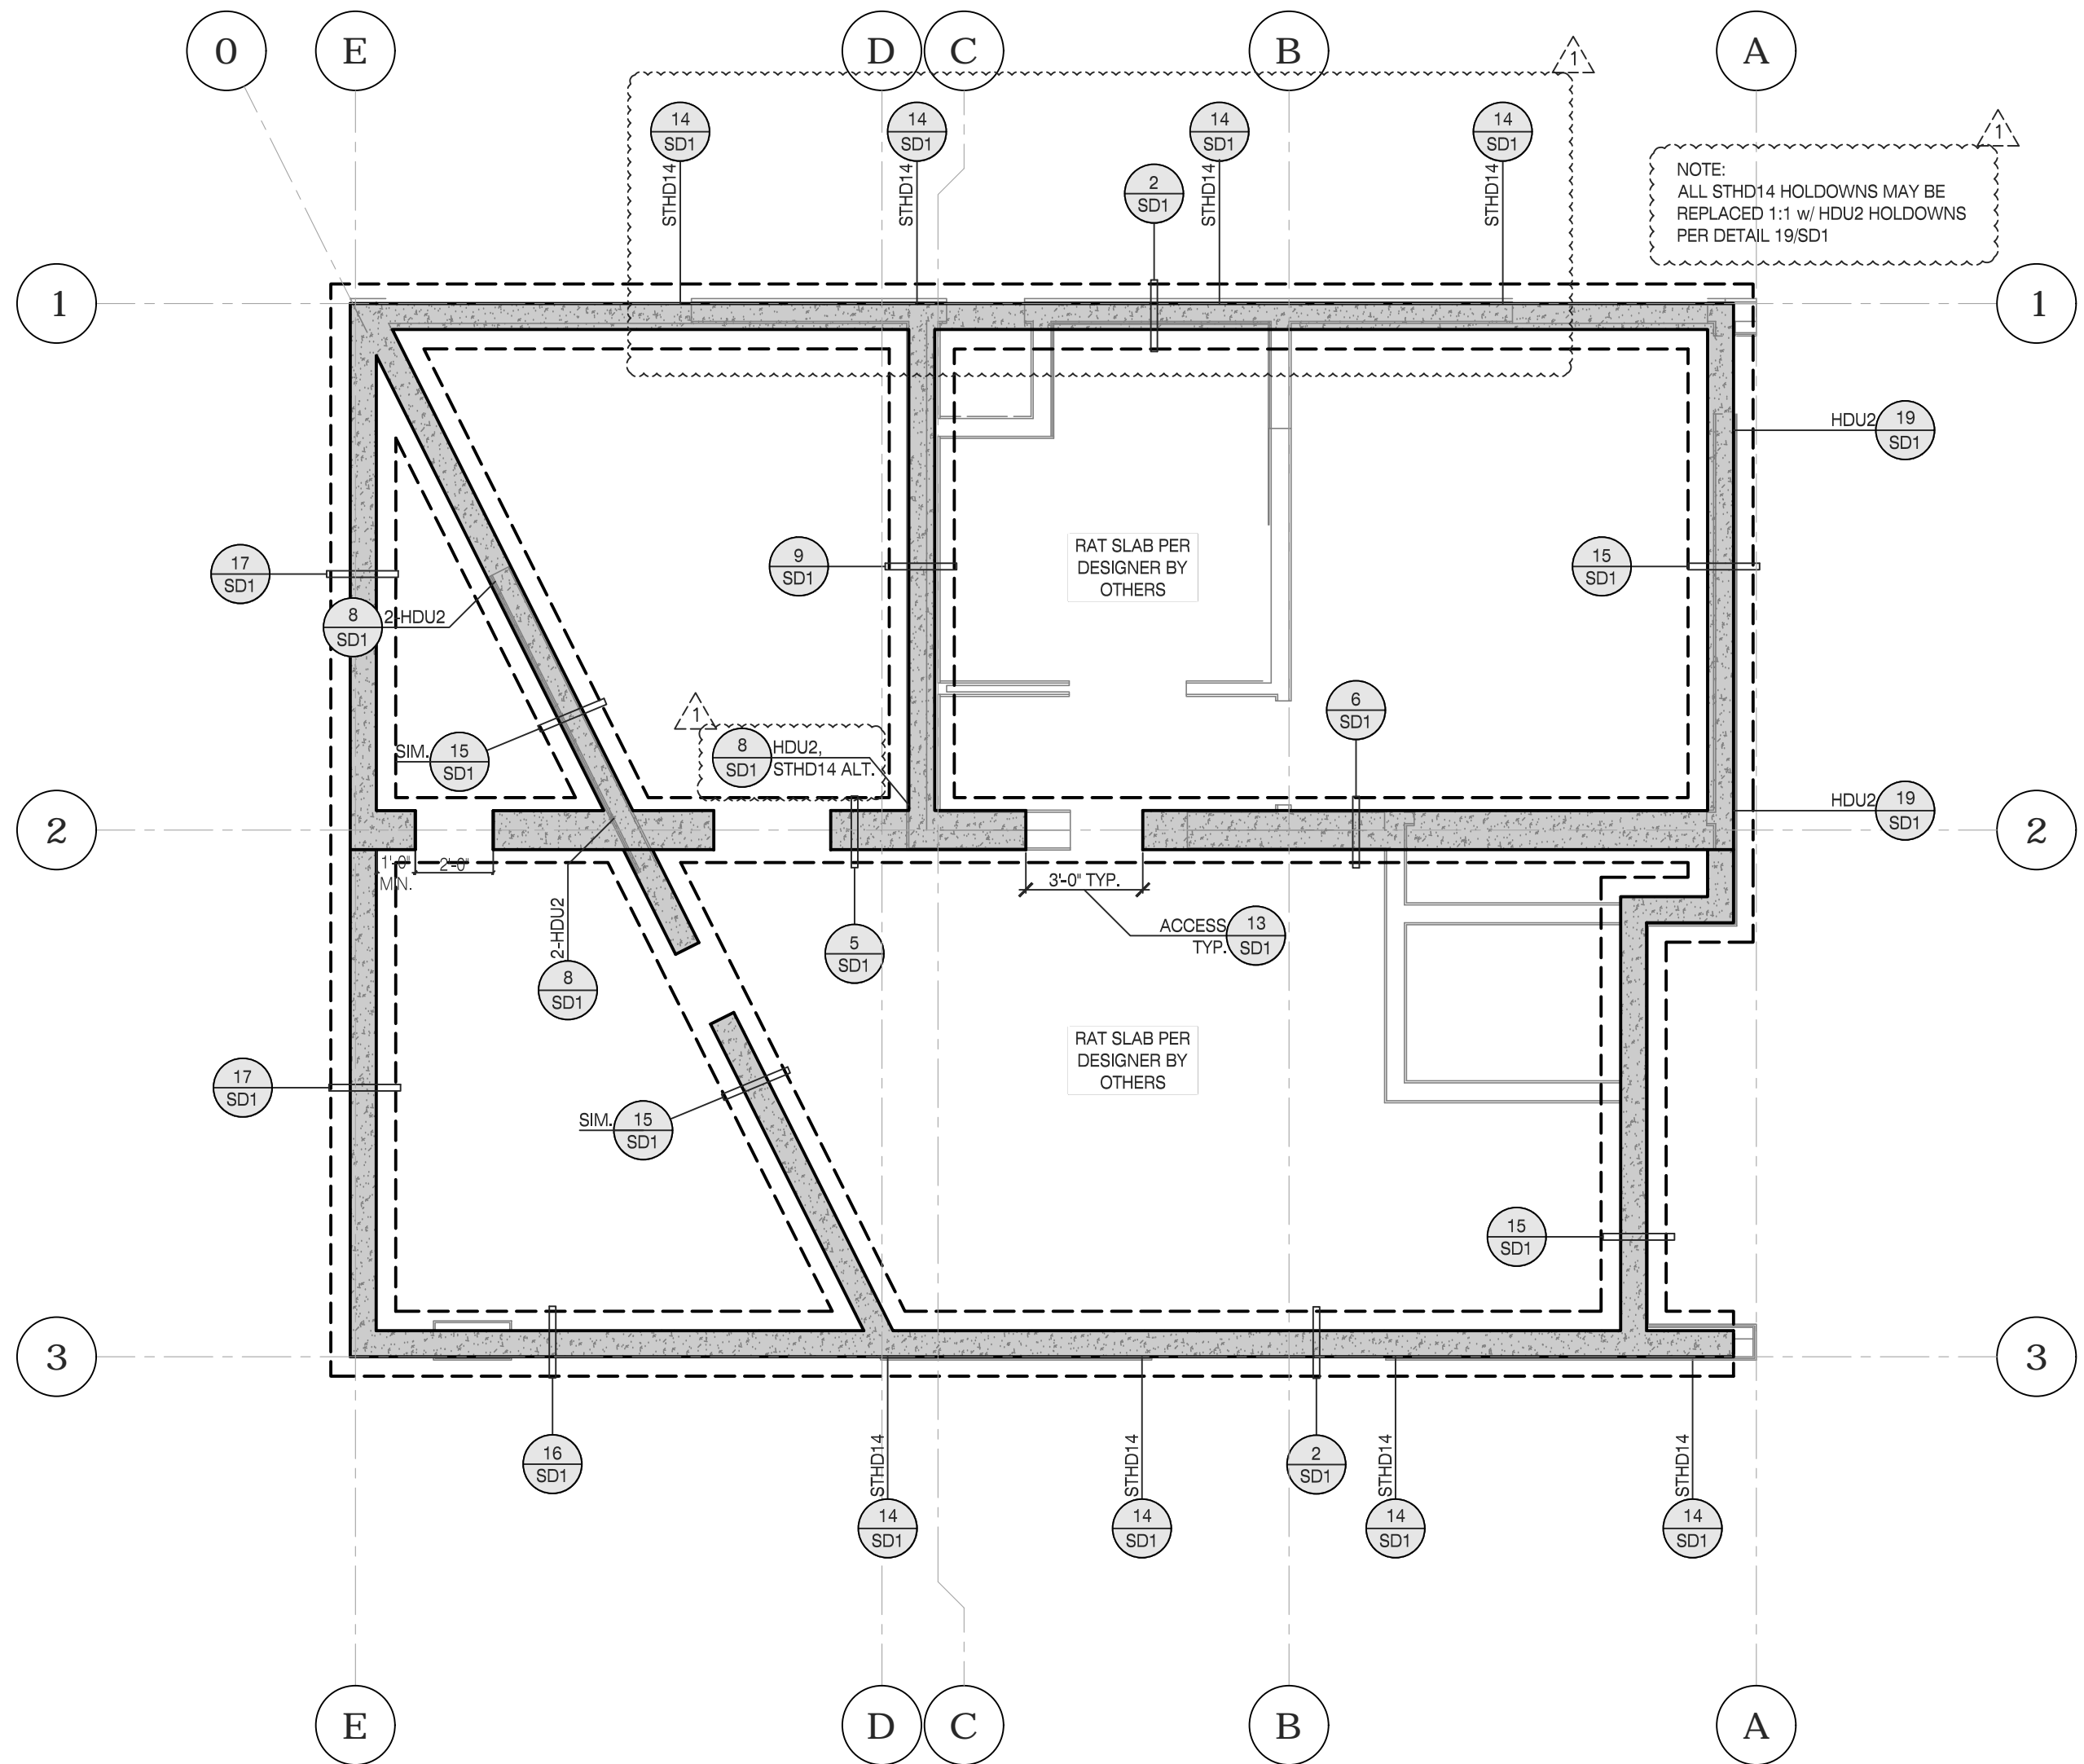 0
E
D
C
B
A
1
14
SD1
STHD14
14
SD1
STHD14
14
SD1
STHD14
14
SD1
2
SD1
1
NOTE:
ALL STHD14 HOLDOWNS MAY BE
REPLACED 1:1 w/ HDU2 HOLDOWNS
PER DETAIL 19/SD1
1
1
HDU2
19
SD1
17
SD1
9
SD1
RAT SLAB PER
DESIGNER BY
OTHERS
15
SD1
8
SD1
2-HDU2
6
SD1
1
8
SD1
HDU2,
STHD14 ALT.
SIM.
15
SD1
HDU2
19
SD1
2
2
1'-0"
MIN.
2'-0"
3'-0" TYP.
ACCESS
TYP.
13
SD1
2-HDU2
8
SD1
5
SD1
RAT SLAB PER
DESIGNER BY
OTHERS
17
SD1
SIM.
15
SD1
15
SD1
3
3
16
SD1
STHD14
14
SD1
STHD14
14
SD1
2
SD1
STHD14
14
SD1
STHD14
14
SD1
E
D
C
B
A